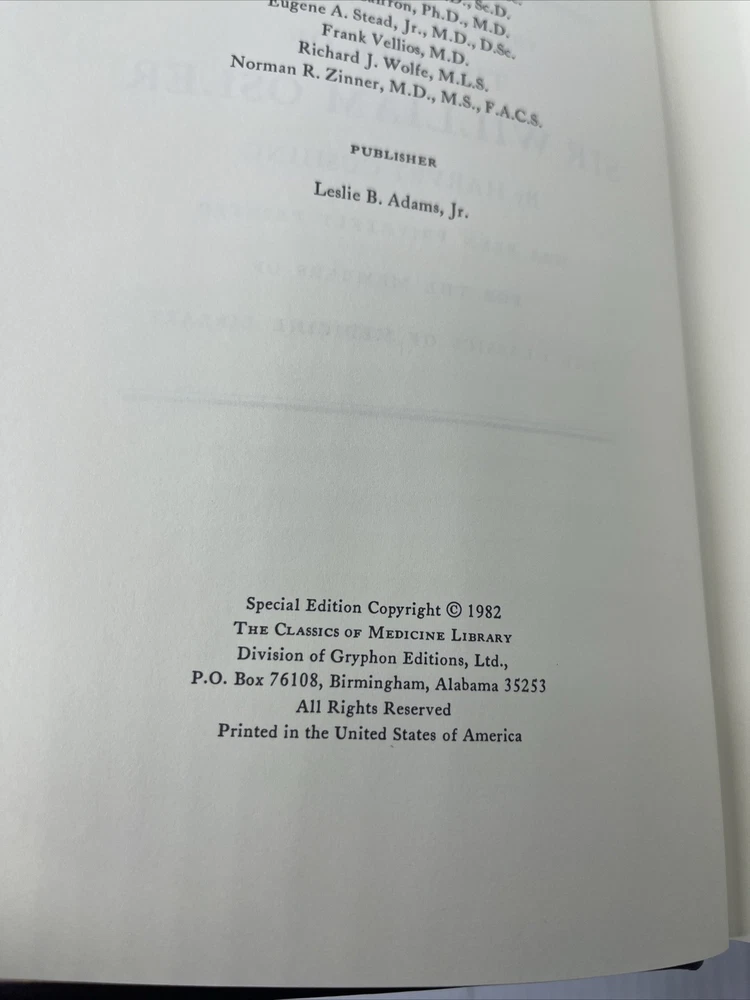 Sc.D.
Ph.D., M.D.
Eugene A. Stead, Jr., M.D., D.Sc.
Frank Vellios, M.D.
Richard J. Wolfe, M.L.S.
Norman R. Zinner, M.D., M.S., F.A.C.S.
PUBLISHER
Leslie B. Adams, Jr.
Special Edition Copyright © 1982
THE CLASSICS OF MEDICINE LIBRARY
Division of Gryphon Editions, Ltd.,
P.O. Box 76108, Birmingham, Alabama 35253
All Rights Reserved
Printed in the United States of America